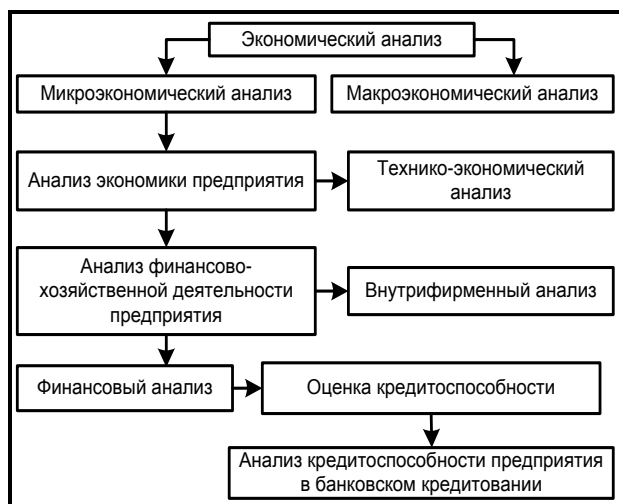 Экономический анализ
Микроэкономический анализ
Макроэкономический анализ
Анализ экономики предприятия
Технико-экономический
анализ
Анализ финансово-
хозяйственной деятельности
предприятия
Внутрифирменный анализ
Финансовый анализ
Оценка кредитоспособности
Анализ кредитоспособности предприятия
в банковском кредитовании